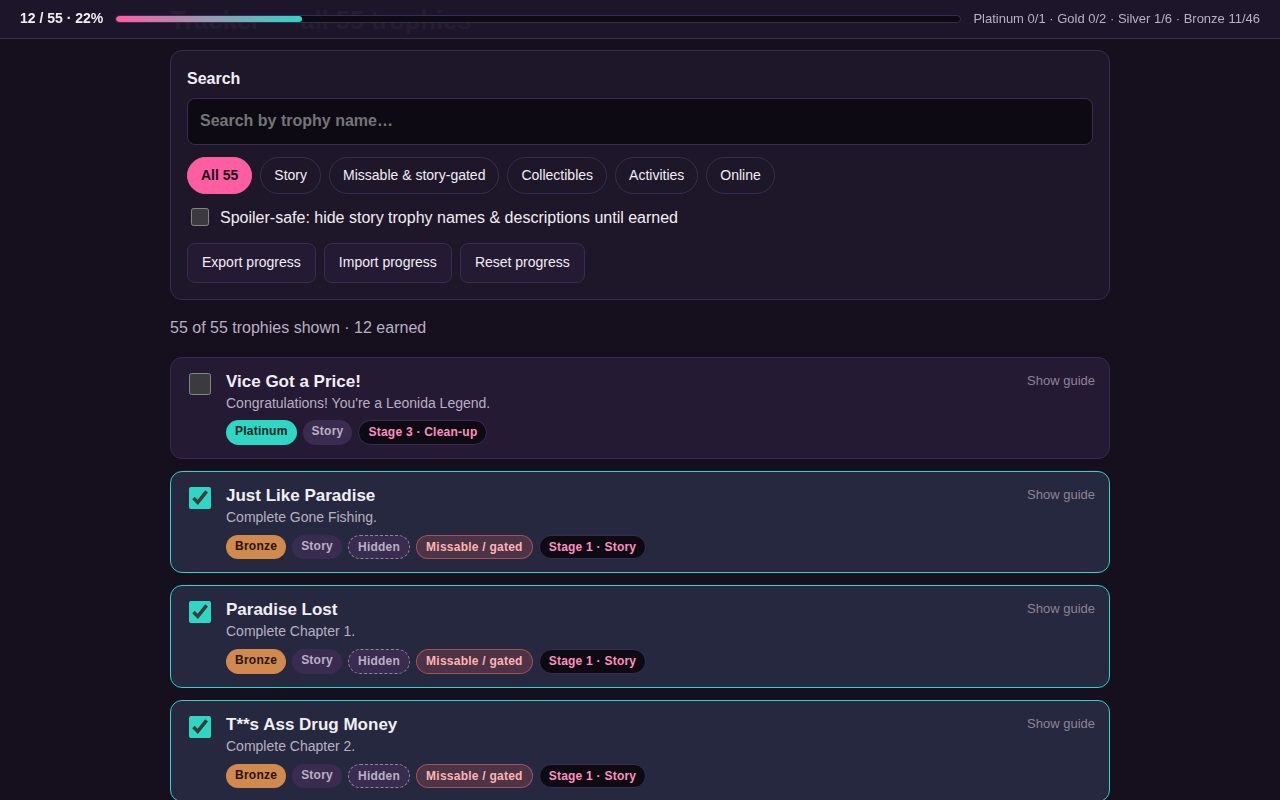 12 / 55 · 22%
Platinum 0/1 · Gold 0/2 · Silver 1/6 · Bronze 11/46
Tracker all 55 trophies
Search
Search by trophy name…
All 55 Story Missable & story-gated Collectibles Activities Online
Spoiler-safe: hide story trophy names & descriptions until earned
Export progress Import progress Reset progress
55 of 55 trophies shown · 12 earned
Vice Got a Price! Show guide
Congratulations! You're a Leonida Legend.
Platinum Story Stage 3 · Clean-up
Just Like Paradise Show guide
Complete Gone Fishing.
Bronze Story Hidden Missable / gated Stage 1 · Story
Paradise Lost Show guide
Complete Chapter 1.
Bronze Story Hidden Missable / gated Stage 1 · Story
T**s Ass Drug Money Show guide
Complete Chapter 2.
Bronze Story Hidden Missable / gated Stage 1 · Story